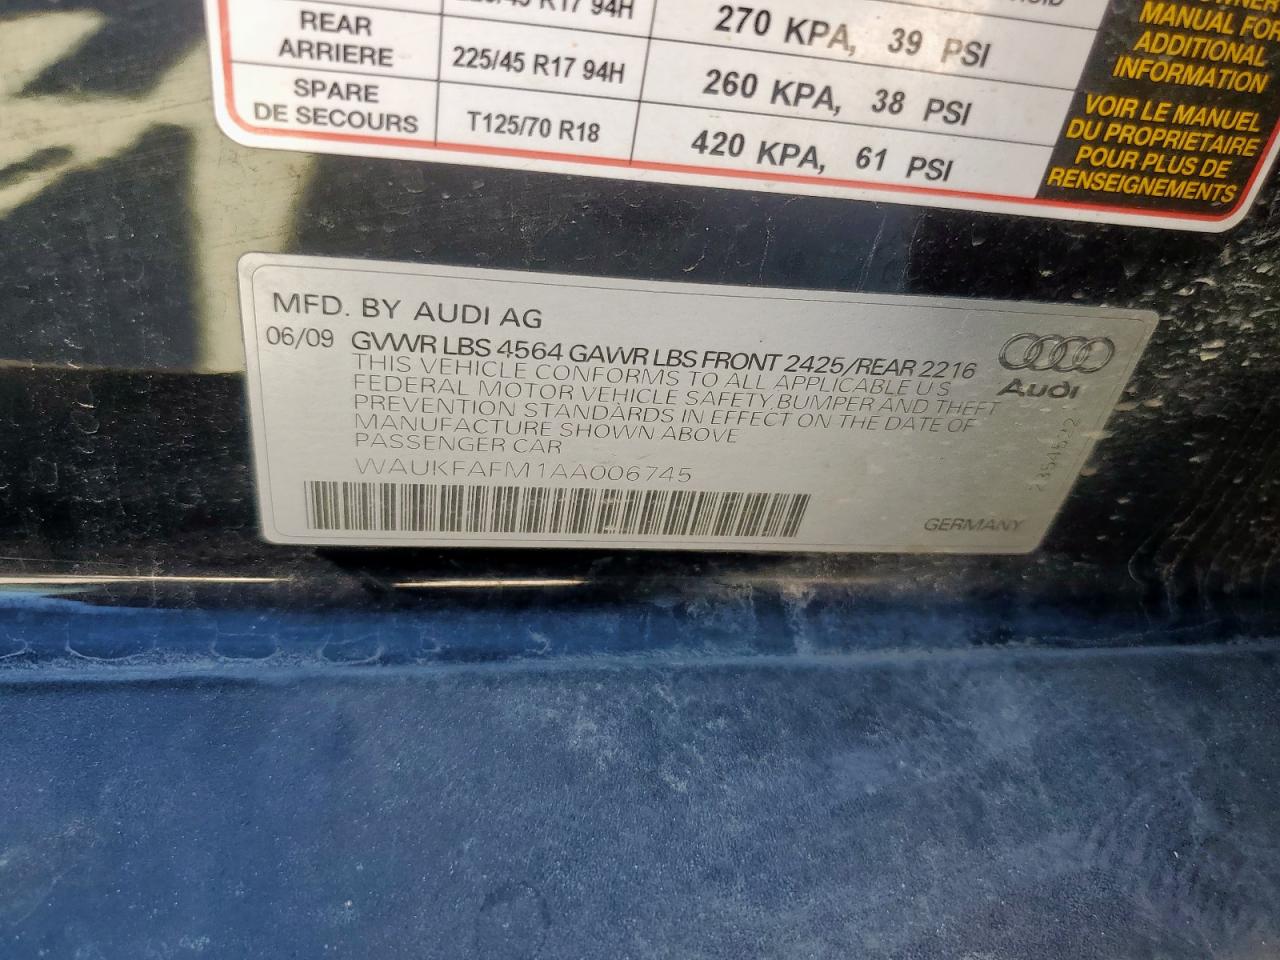 R17 94H
270 KPA, 39 PSI
REAR
ARRIERE
225/45 R17 94H
260 KPA, 38 PSI
SPARE
DE SECOURS
T125/70 R18
420 KPA, 61 PSI
OWNER
MANUAL FOR
ADDITIONAL
INFORMATION
VOIR LE MANUEL
DU PROPRIETAIRE
POUR PLUS DE
RENSEIGNEMENTS
MFD. BY AUDI AG
06/09 GVWR LBS 4564 GAWR LBS FRONT 2425/REAR 2216
THIS VEHICLE CONFORMS TO ALL APPLICABLE U S
FEDERAL MOTOR VEHICLE SAFETY, BUMPER AND THEFT
PREVENTION STANDARDS IN EFFECT ON THE DATE OF
MANUFACTURE SHOWN ABOVE
PASSENGER CAR
WAUKFAFM1AA006745
Audi
GERMANY